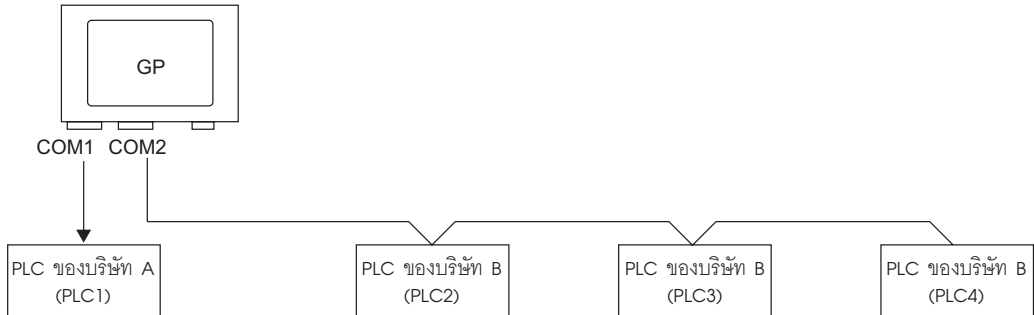 GP
COM1 COM2
PLC ของบริษัท A
(PLC1)
PLC ของบริษัท B
(PLC2)
PLC ของบริษัท B
(PLC3)
PLC ของบริษัท B
(PLC4)